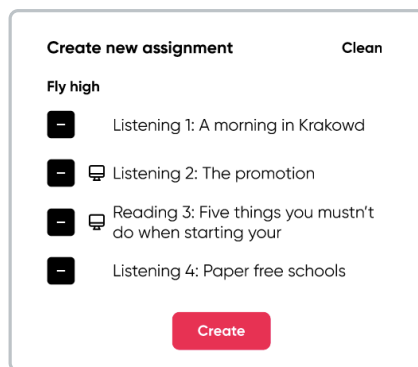 Create new assignment
Clean
Fly high
Listening 1: A morning in Krakowd
Listening 2: The promotion
Reading 3: Five things you mustn't
do when starting your
Listening 4: Paper free schools
Create